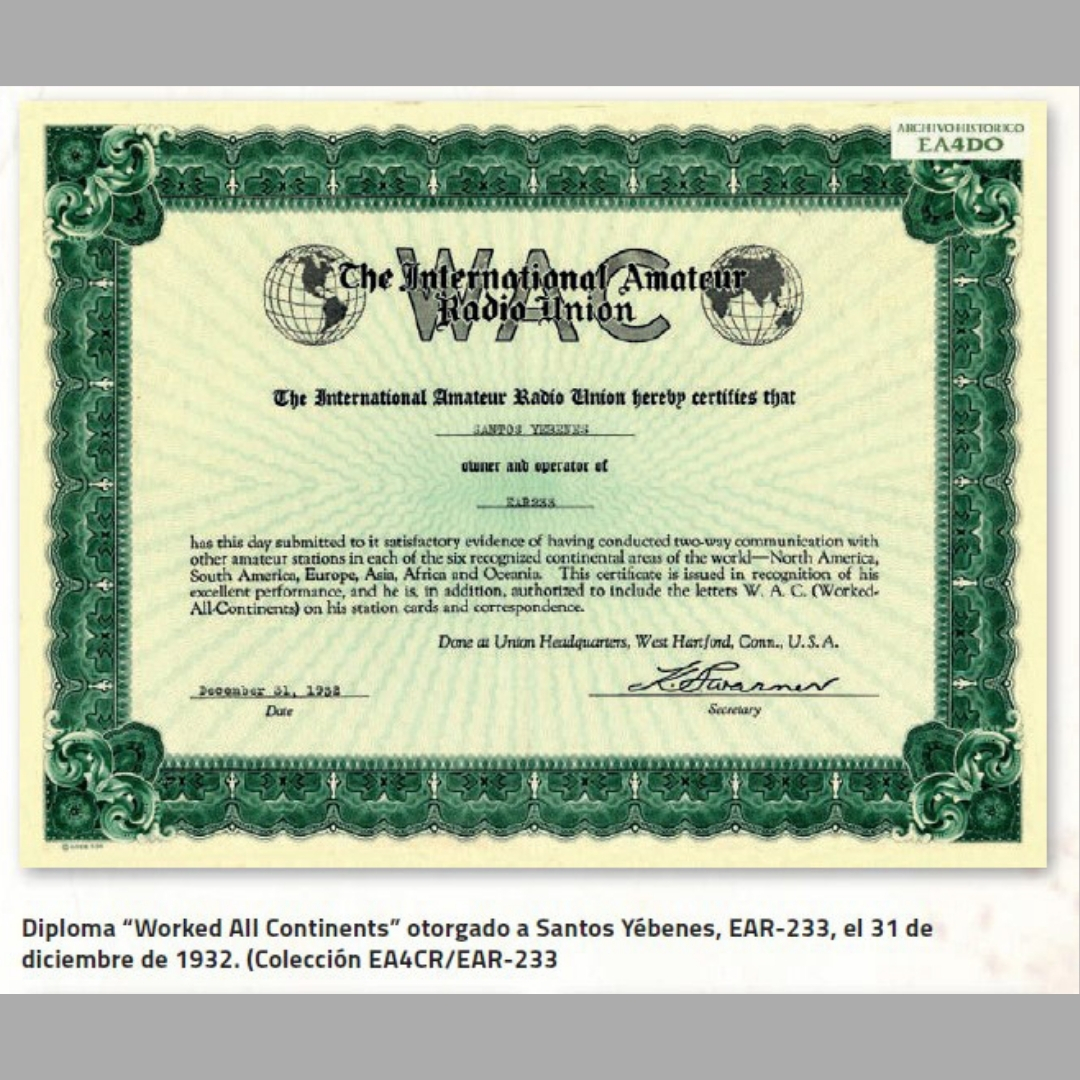 ARCHIVO HISTORICO
EA4DO
WAC
The International Amateur
Radio Union
The International Amateur Radio Union hereby certifies that
SANTOS YEBENES
owner and operator of
EAR233
has this day submitted to it satisfactory evidence of having conducted two-way communication with
other amateur stations in each of the six recognized continental areas of the world—North America,
South America, Europe, Asia, Africa and Oceania. This certificate is issued in recognition of his
excellent performance, and he is, in addition, authorized to include the letters W. A. C. (Worked-
All-Continents) on his station cards and correspondence.
Done at Union Headquarters, West Hartford, Conn., U. S. A.
December 31, 1932
K. B. Warner
Date
Secretary
Diploma “Worked All Continents” otorgado a Santos Yébenes, EAR-233, el 31 de
diciembre de 1932. (Colección EA4CR/EAR-233